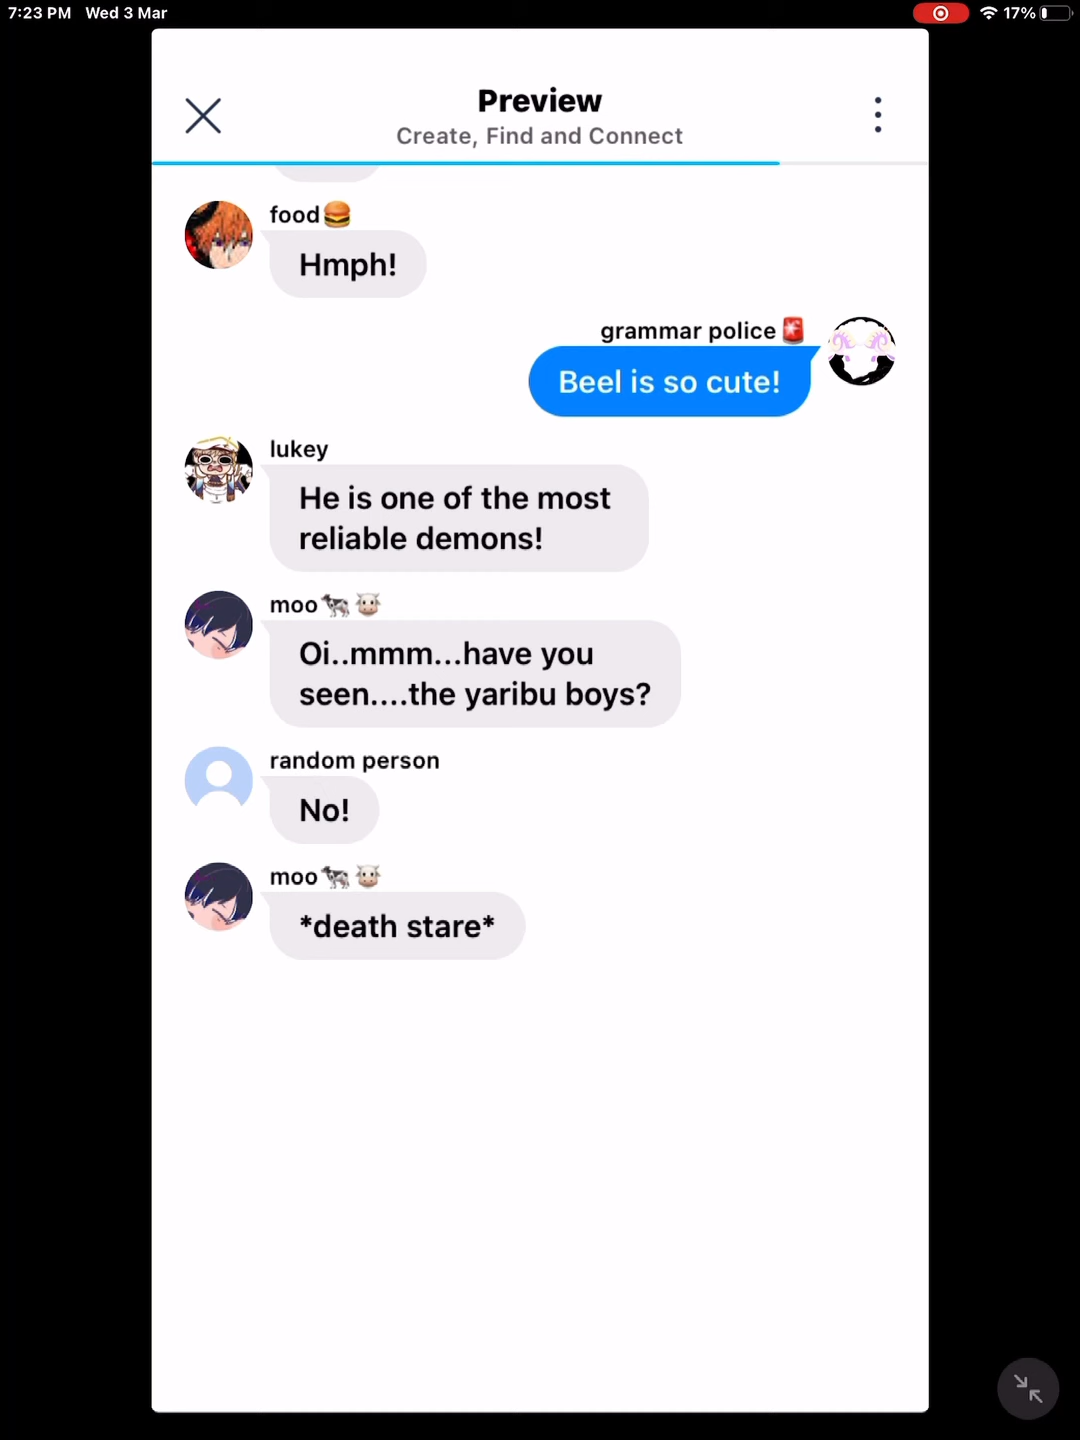 7:23 PM Wed 3 Mar 17%
Preview
Create, Find and Connect
food🍔
Hmph!
grammar police🚨
Beel is so cute!
lukey
He is one of the most
reliable demons!
moo🐄🐮
Oi..mmm...have you
seen....the yaribu boys?
random person
No!
moo🐄🐮
*death stare*